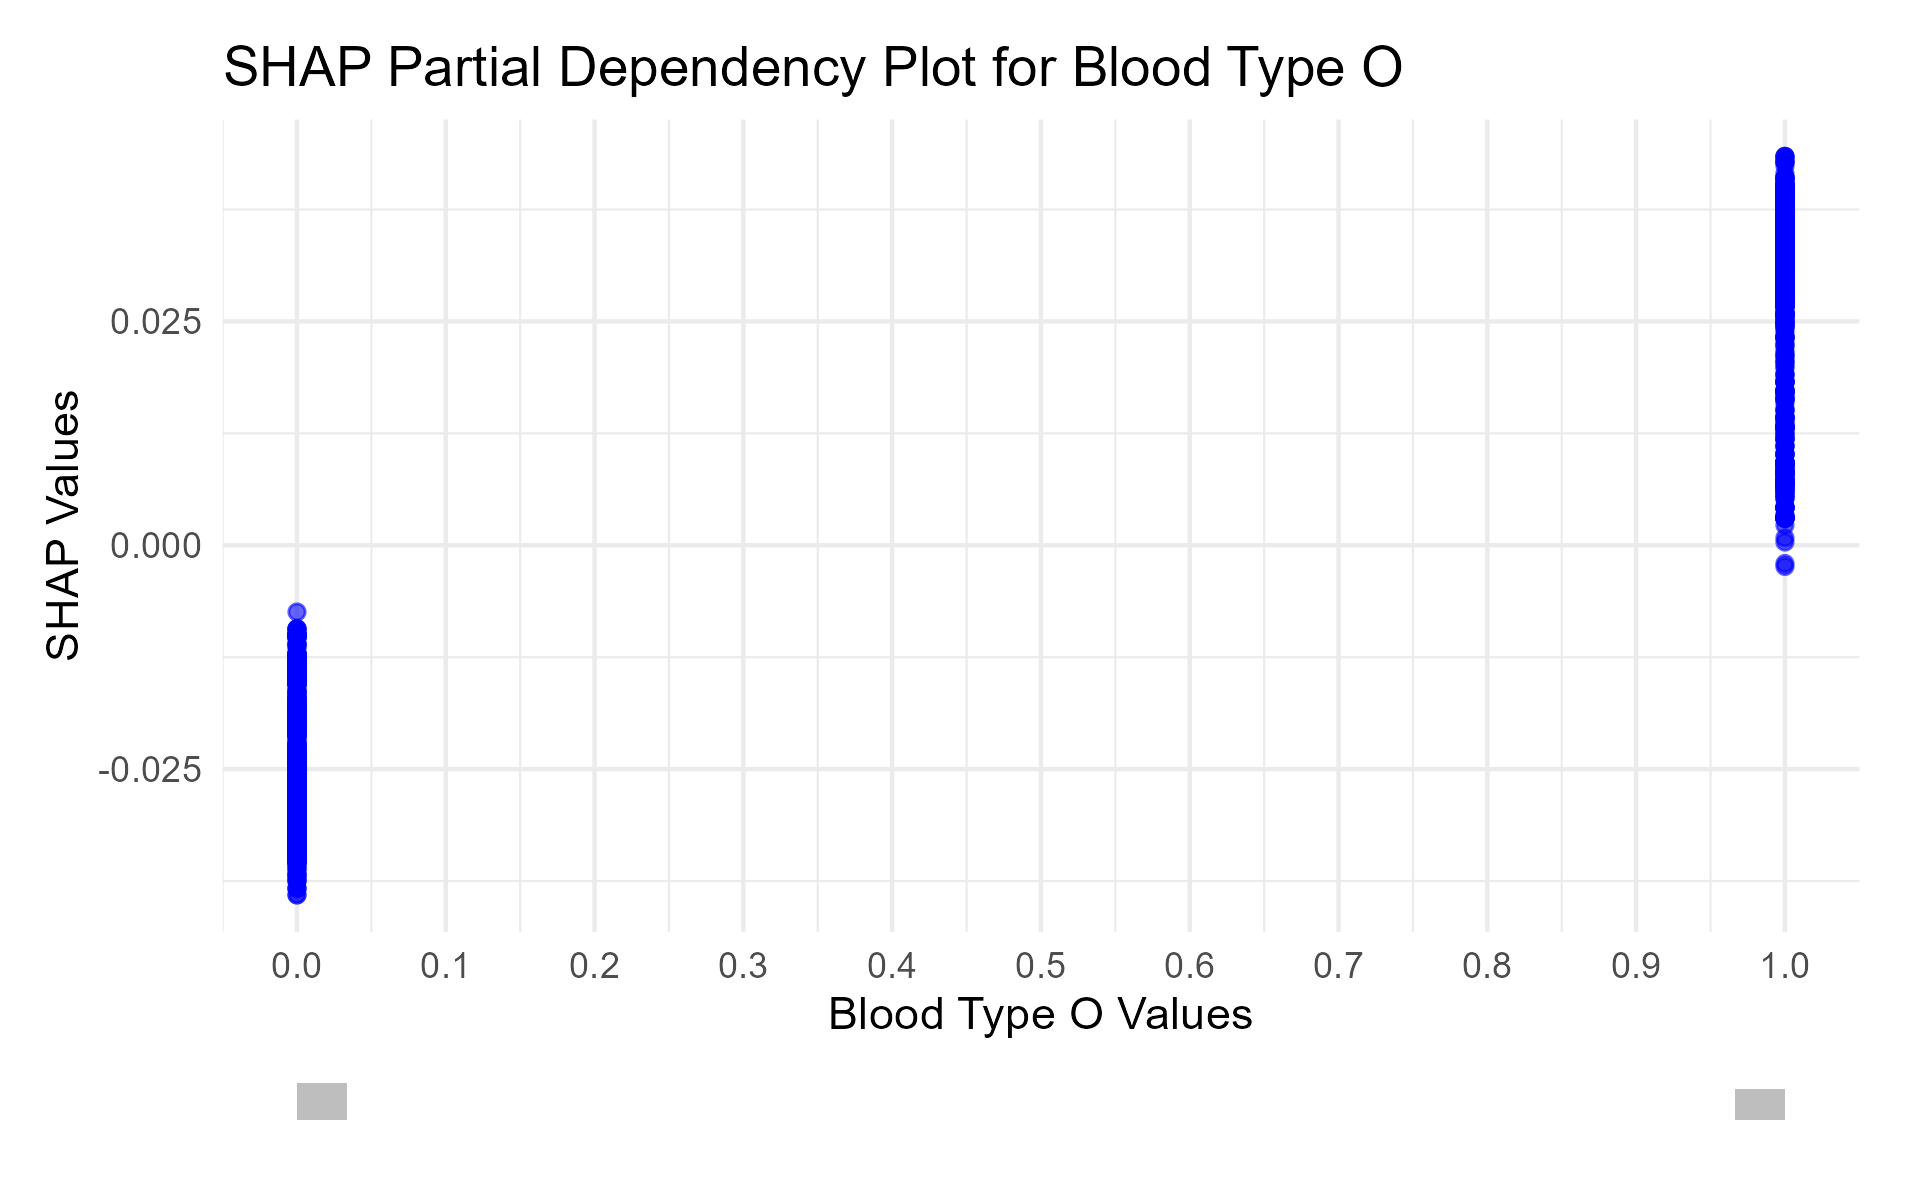 SHAP Partial Dependency Plot for Blood Type O
SHAP Values
0.025
0.000
-0.025
0.0 0.1 0.2 0.3 0.4 0.5 0.6 0.7 0.8 0.9 1.0
Blood Type O Values